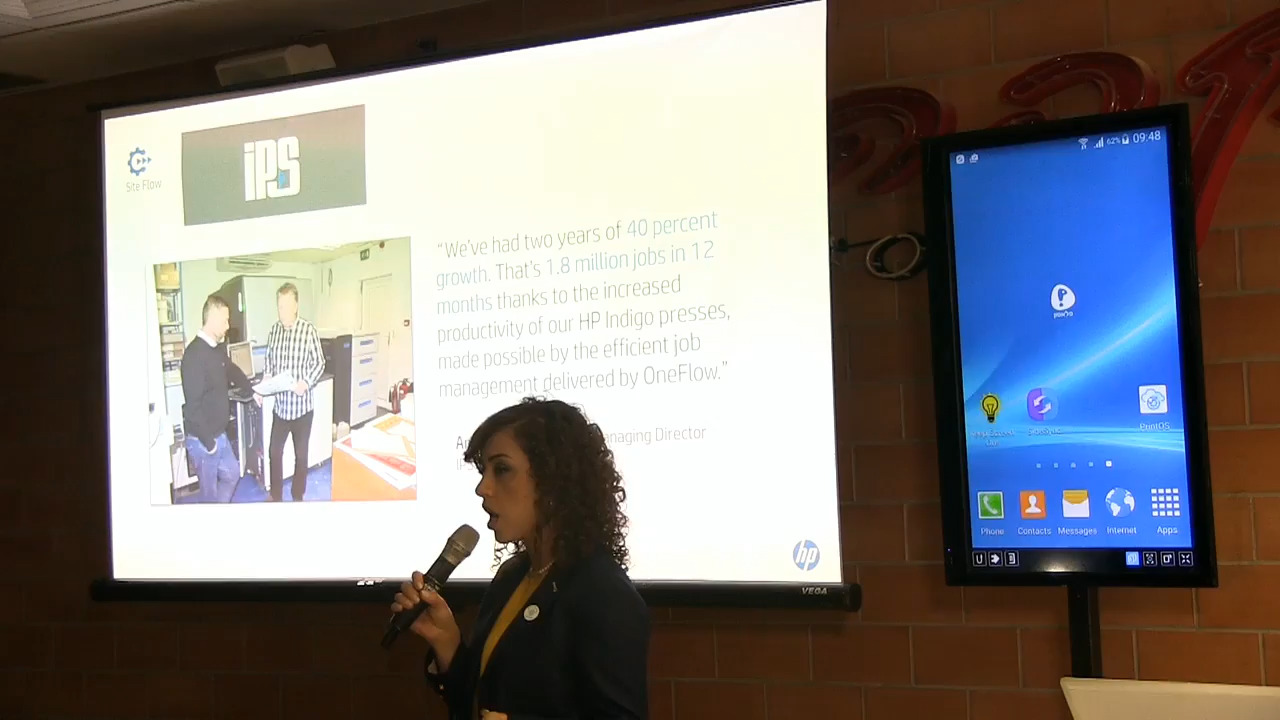 iPS
Site Flow
“We've had two years of 40 percent
growth. That's 1.8 million jobs in 12
months thanks to the increased
productivity of our HP Indigo presses,
made possible by the efficient job
management delivered by OneFlow.”
Director
hp
VEGA
62% 09:48
PrintOS
Phone Contacts Messages Internet Apps